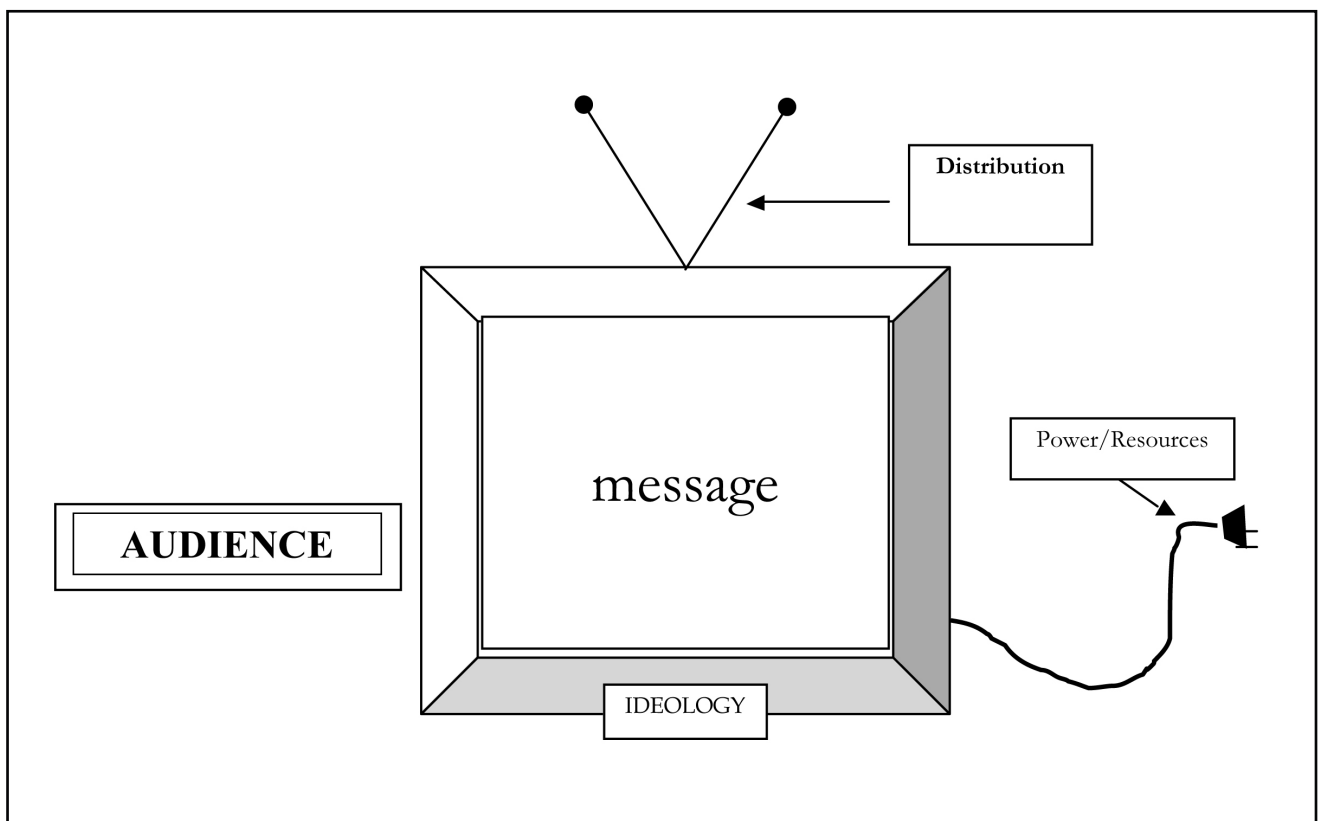 Distribution
Power/Resources
message
AUDIENCE
IDEOLOGY